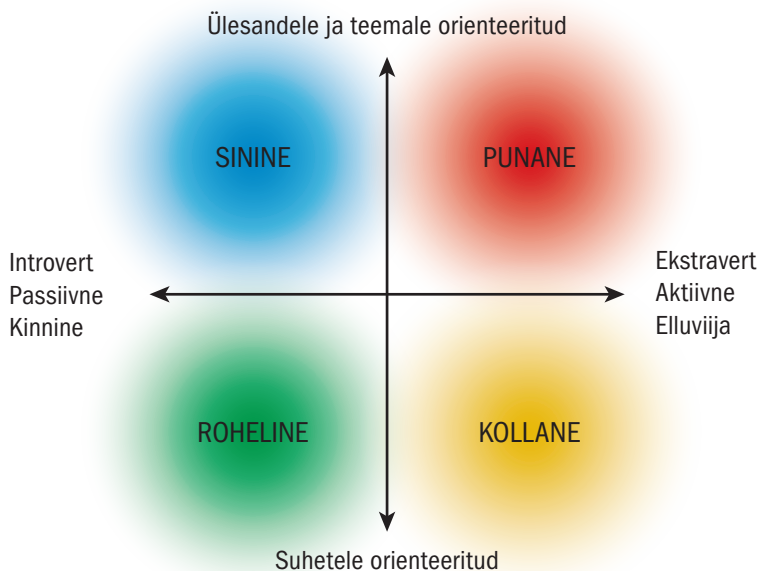 Ülesandele ja teemale orienteeritud
SININE
PUNANE
Introvert
Passiivne
Kinnine
Ekstravert
Aktiivne
Elluviija
ROHELINE
KOLLANE
Suhetele orienteeritud